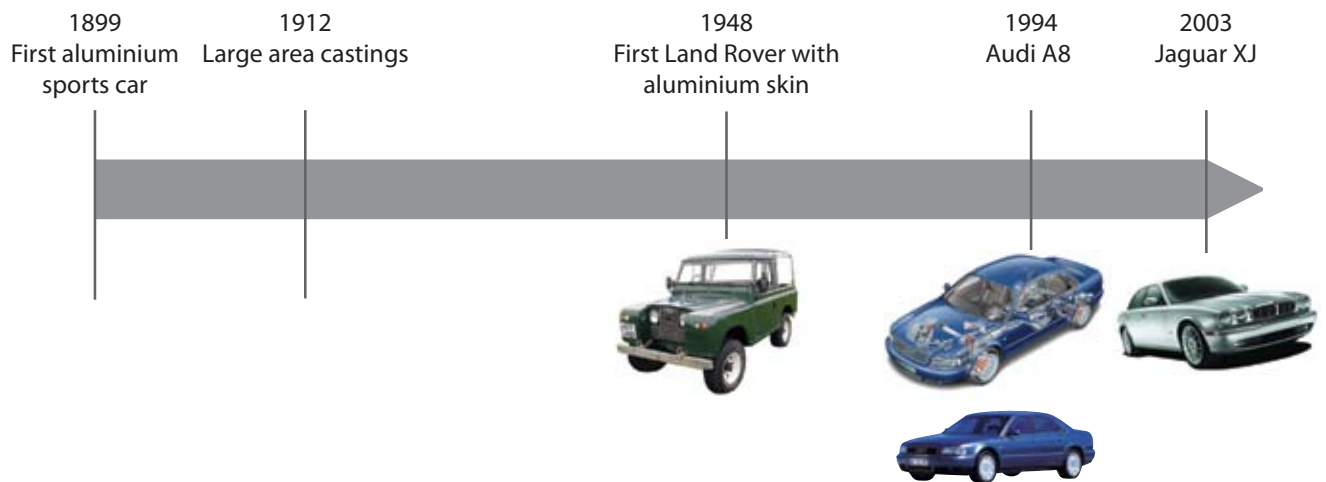 1899
First aluminium
sports car
1912
Large area castings
1948
First Land Rover with
aluminium skin
1994
Audi A8
2003
Jaguar XJ